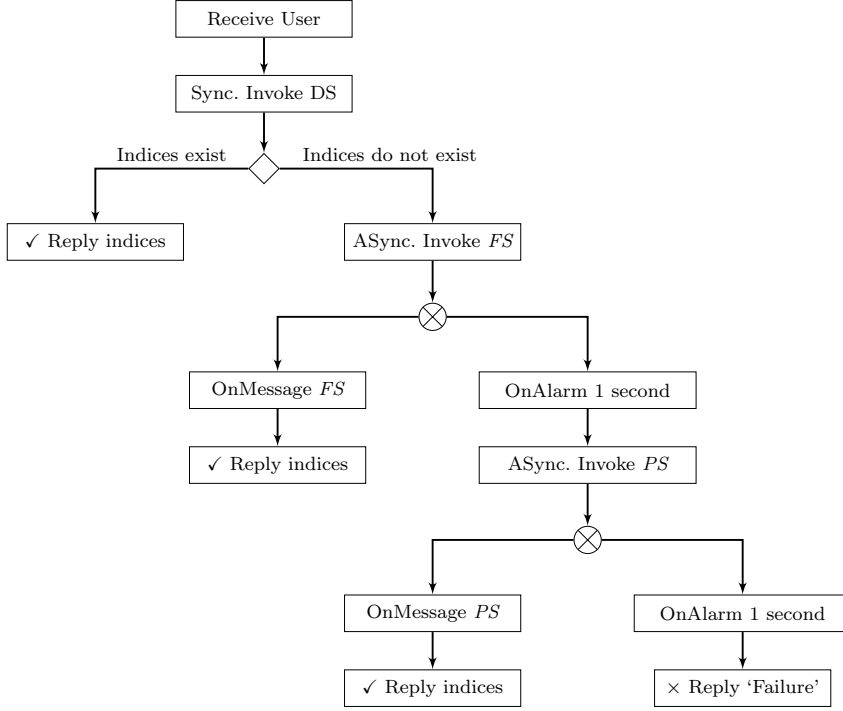 Receive User
Sync. Invoke DS
Indices exist
Indices do not exist
✓ Reply indices
ASync. Invoke FS
OnMessage FS
OnAlarm 1 second
✓ Reply indices
ASync. Invoke PS
OnMessage PS
OnAlarm 1 second
✓ Reply indices
× Reply ‘Failure’